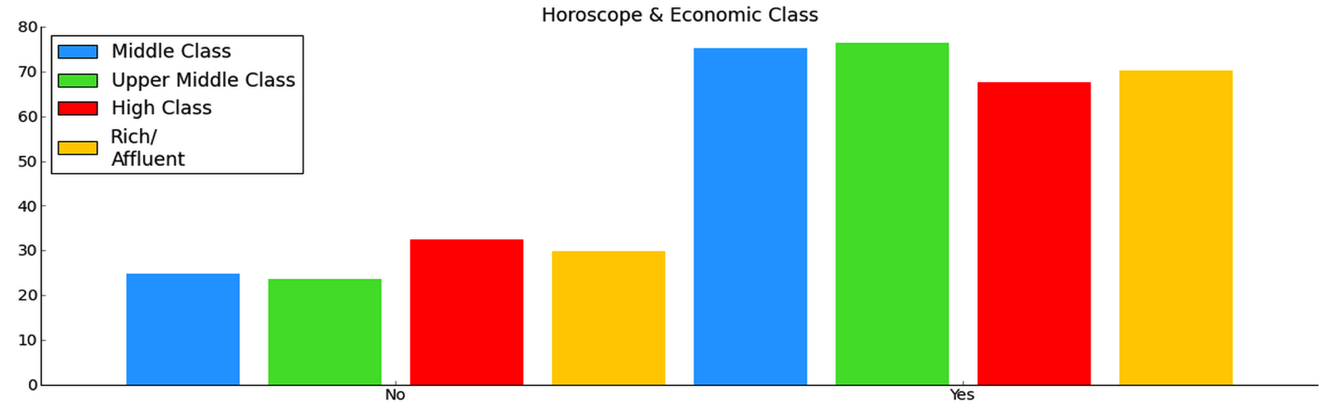 Horoscope & Economic Class
80
70
60
50
40
30
20
10
0
Middle Class
Upper Middle Class
High Class
Rich/
Affluent
No
Yes